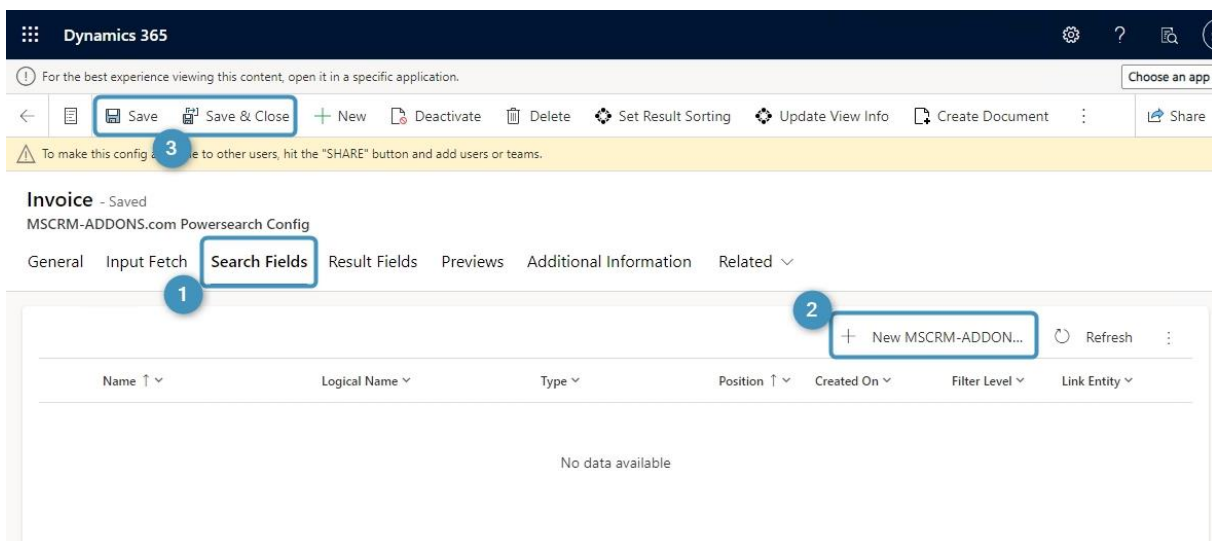 Dynamics 365
For the best experience viewing this content, open it in a specific application.
Choose an app
Save Save & Close New Deactivate Delete Set Result Sorting Update View Info Create Document Share
3
To make this config to other users, hit the "SHARE" button and add users or teams.
Invoice - Saved
MSCRM-ADDONS.com Powersearch Config
General Input Fetch Search Fields Result Fields Previews Additional Information Related
1
2
New MSCRM-ADDON... Refresh
Name Logical Name Type Position Created On Filter Level Link Entity
No data available